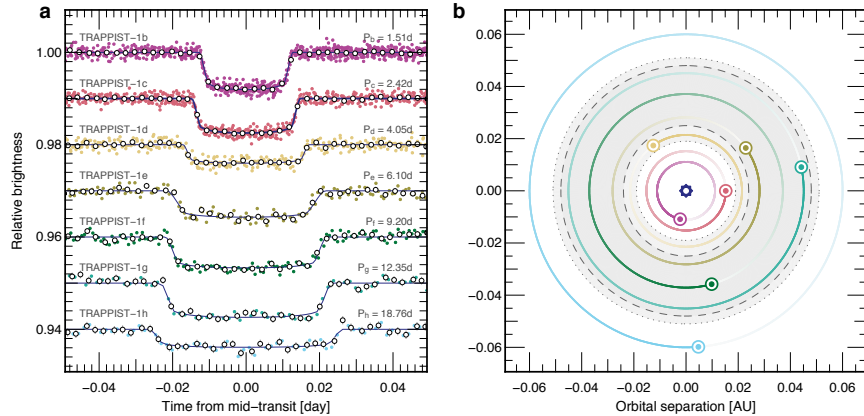 a
b
TRAPPIST-1b P_b = 1.51d
TRAPPIST-1c P_c = 2.42d
TRAPPIST-1d P_d = 4.05d
TRAPPIST-1e P_e = 6.10d
TRAPPIST-1f P_f = 9.20d
TRAPPIST-1g P_g = 12.35d
TRAPPIST-1h P_h = 18.76d
1.00
0.98
0.96
0.94
Relative brightness
−0.04 −0.02 0.00 0.02 0.04
Time from mid−transit [day]
0.06
0.04
0.02
0.00
−0.02
−0.04
−0.06
−0.06 −0.04 −0.02 0.00 0.02 0.04 0.06
Orbital separation [AU]